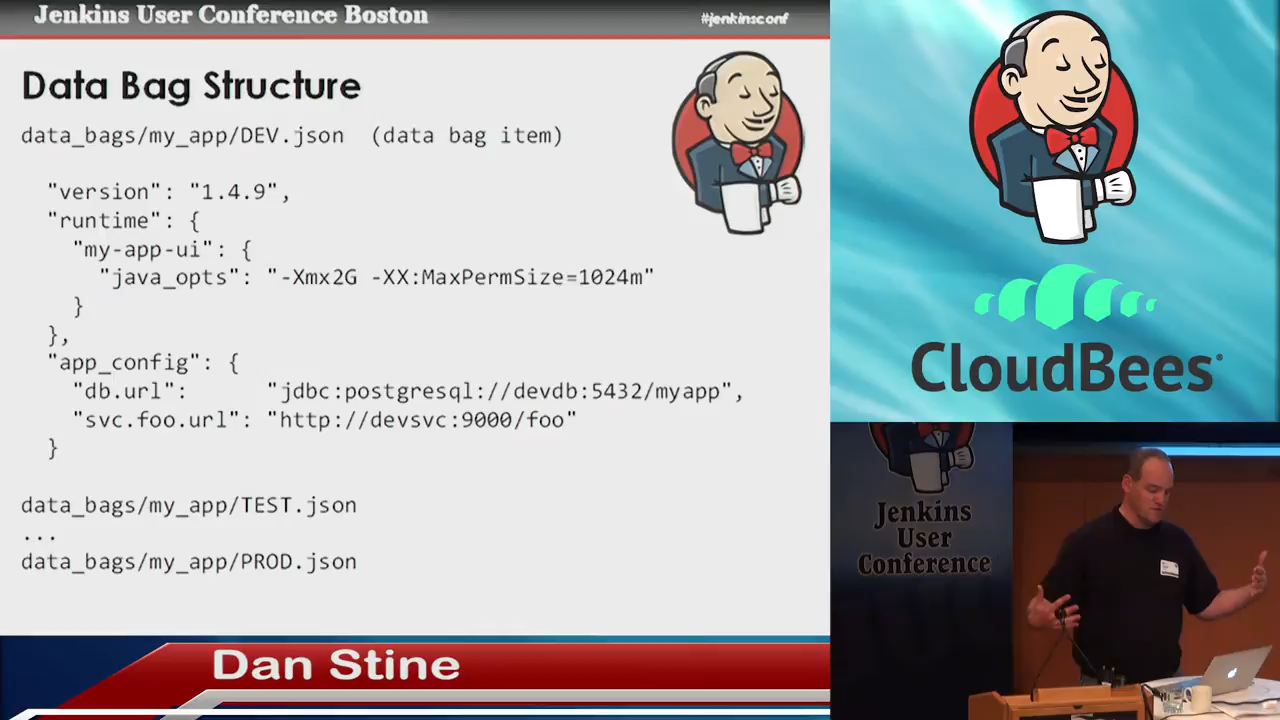 Jenkins User Conference Boston
#jenkinsconf
Data Bag Structure
data_bags/my_app/DEV.json  (data bag item)
"version": "1.4.9",
"runtime": {
"my-app-ui": {
"java_opts": "-Xmx2G -XX:MaxPermSize=1024m"
}
},
"app_config": {
"db.url":      "jdbc:postgresql://devdb:5432/myapp",
"svc.foo.url": "http://devsvc:9000/foo"
}
data_bags/my_app/TEST.json
...
data_bags/my_app/PROD.json
Dan Stine
CloudBees
Jenkins
User
Conference